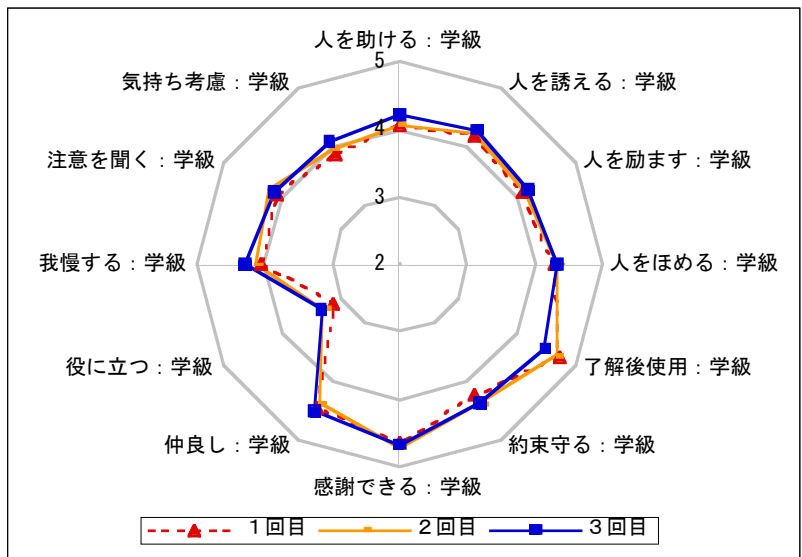 人を助ける：学級
5
気持ち考慮：学級
人を誘える：学級
4
注意を聞く：学級
人を励ます：学級
3
我慢する：学級
2
人をほめる：学級
役に立つ：学級
了解後使用：学級
仲良し：学級
約束守る：学級
感謝できる：学級
１回目
２回目
３回目